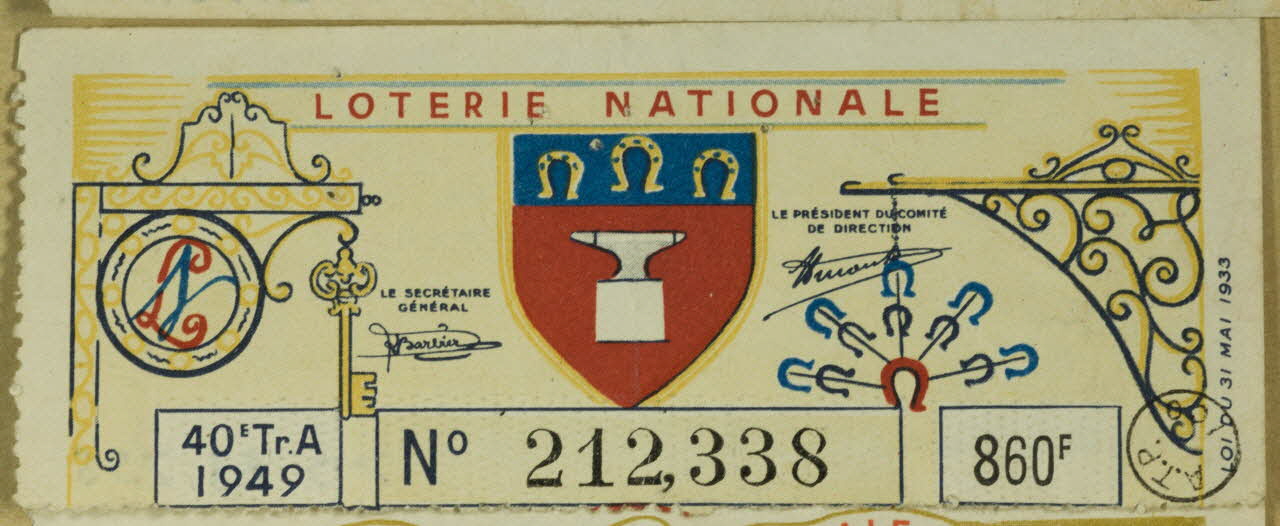 LOTERIE NATIONALE
LE SECRÉTAIRE
GÉNÉRAL
Barbier
LE PRÉSIDENT DU COMITÉ
DE DIRECTION
40E Tr.A
1949
No 212,338
860F
LOI DU 31 MAI 1933
A.T.P.